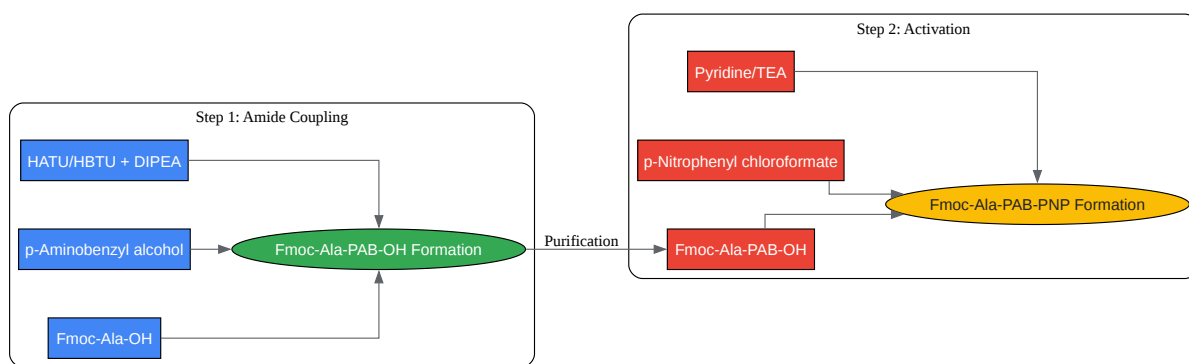 Step 1: Amide Coupling
HATU/HBTU + DIPEA
p-Aminobenzyl alcohol
Fmoc-Ala-OH
Fmoc-Ala-PAB-OH Formation
Purification
Step 2: Activation
Pyridine/TEA
p-Nitrophenyl chloroformate
Fmoc-Ala-PAB-OH
Fmoc-Ala-PAB-PNP Formation